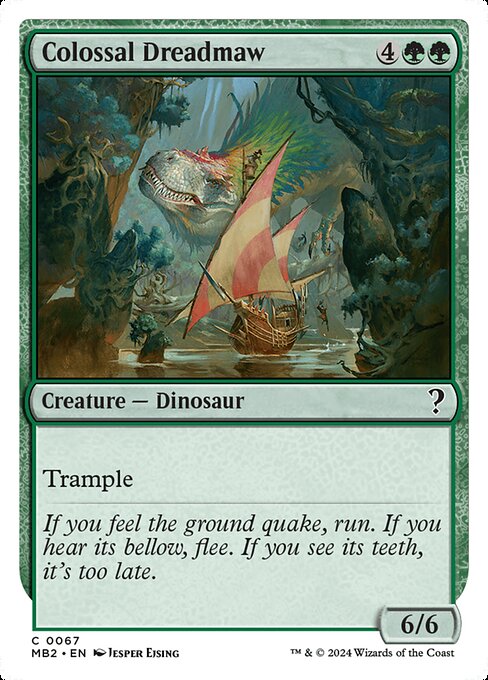 Colossal Dreadmaw 4
Creature — Dinosaur ?
Trample
If you feel the ground quake, run. If you
hear its bellow, flee. If you see its teeth,
it's too late.
6/6
C 0067
MB2 • EN Jesper Ejsing
™ & © 2024 Wizards of the Coast